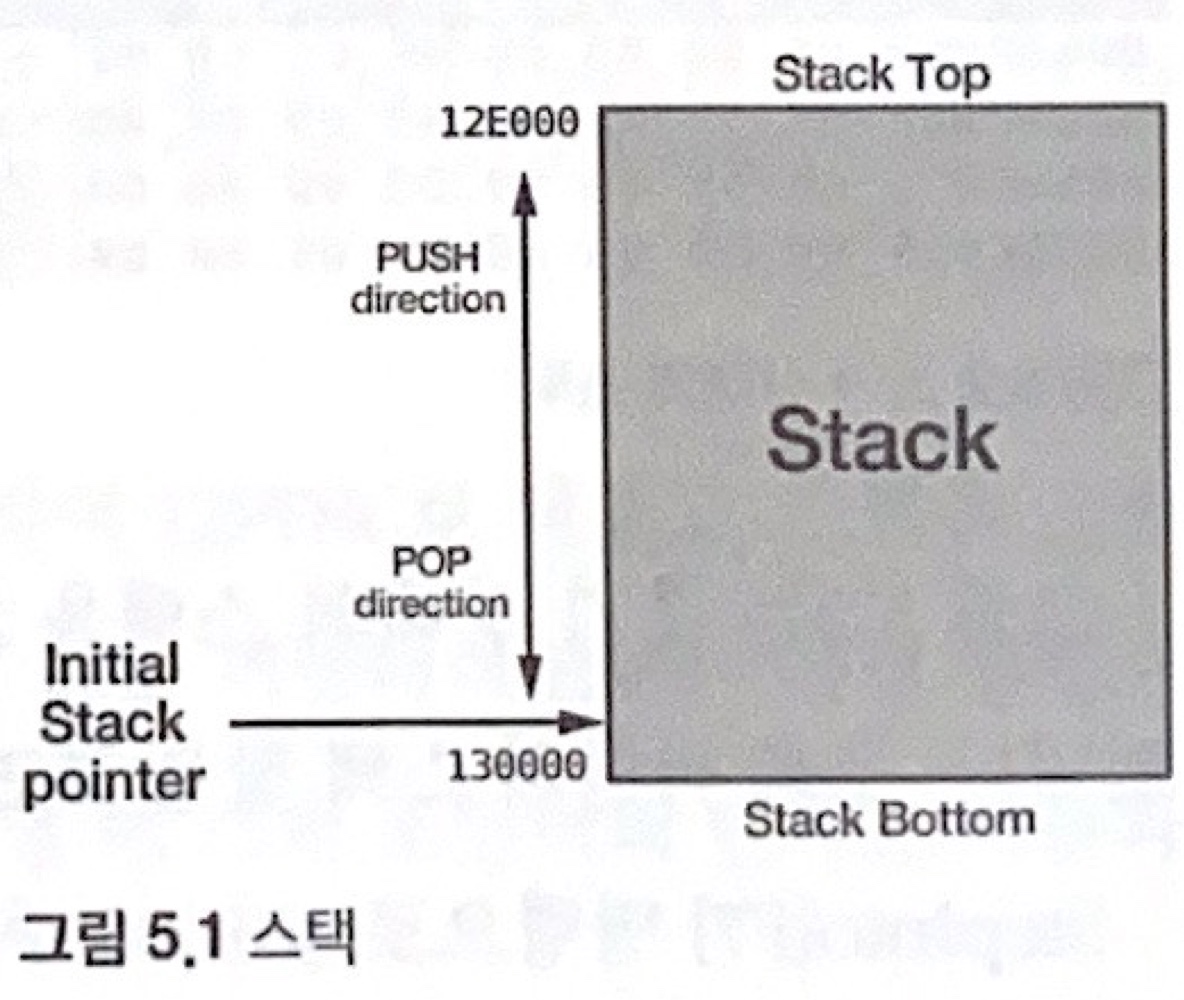 Stack Top
12E000
PUSH
direction
Stack
POP
direction
Initial
Stack
pointer
130000
Stack Bottom
그림 5.1 스택